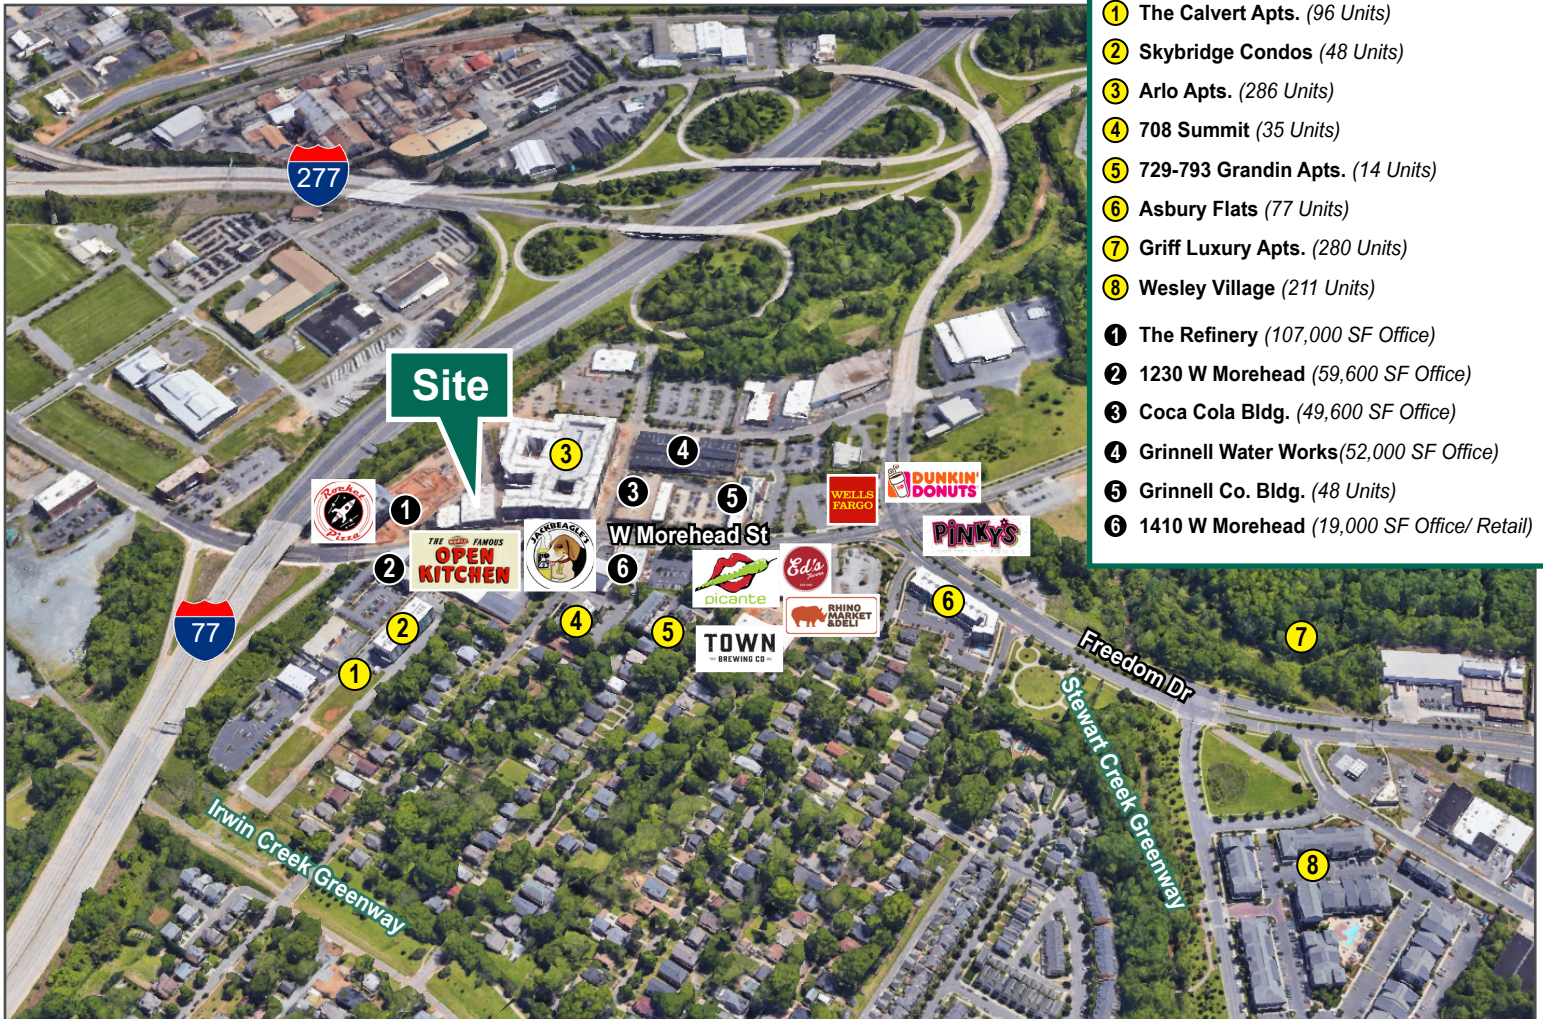 1 The Calvert Apts. (96 Units)
2 Skybridge Condos (48 Units)
3 Arlo Apts. (286 Units)
4 708 Summit (35 Units)
5 729-793 Grandin Apts. (14 Units)
6 Asbury Flats (77 Units)
7 Griff Luxury Apts. (280 Units)
8 Wesley Village (211 Units)
1 The Refinery (107,000 SF Office)
2 1230 W Morehead (59,600 SF Office)
3 Coca Cola Bldg. (49,600 SF Office)
4 Grinnell Water Works(52,000 SF Office)
5 Grinnell Co. Bldg. (48 Units)
6 1410 W Morehead (19,000 SF Office/ Retail)
277
Site
3
4
3
5
1
Rocket
Pizza
WELLS
FARGO
DUNKIN'
DONUTS
PINKY'S
W Morehead St
2
THE WORLD FAMOUS
OPEN
KITCHEN
JACKBEAGLE'S
6
picante
Ed's
Tavern
RHINO
MARKET
&DELI
TOWN
BREWING CO
77
2
1
4
5
6
7
Freedom Dr
Stewart Creek Greenway
Irwin Creek Greenway
8